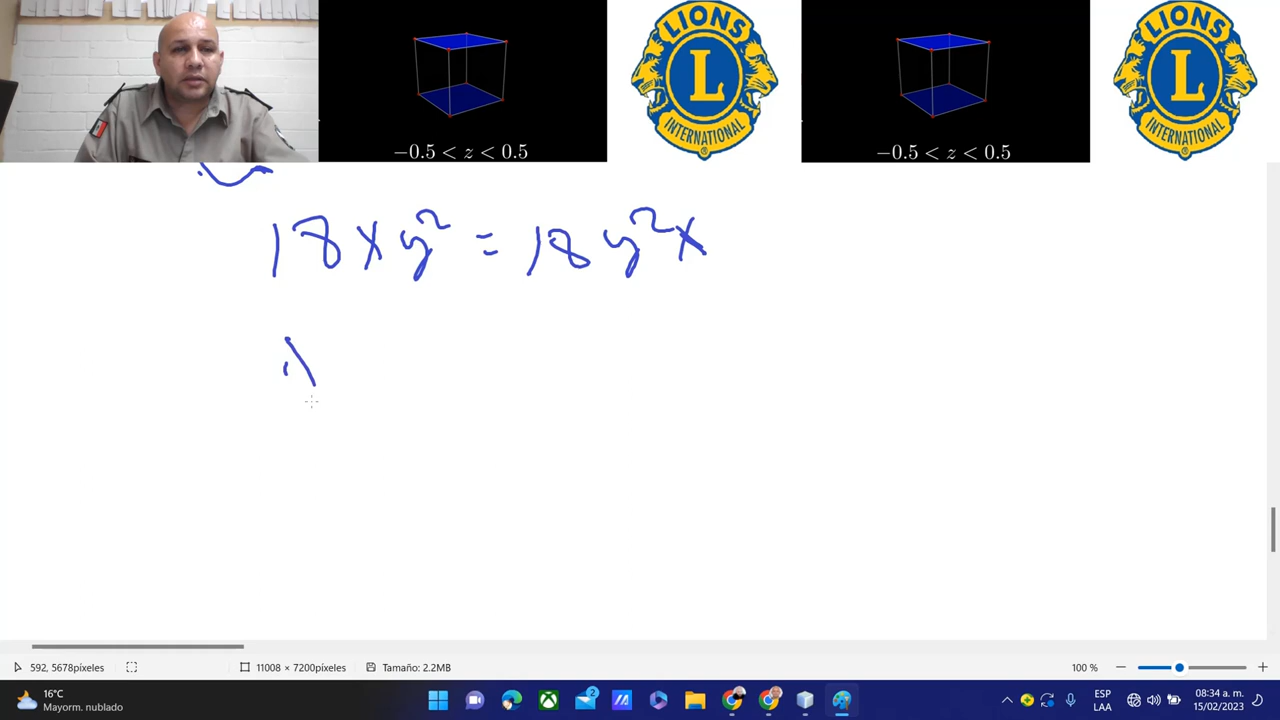 LIONS
L
INTERNATIONAL
LIONS
L
INTERNATIONAL
−0.5 < z < 0.5
−0.5 < z < 0.5
18xy² = 18y²x
592, 5678píxeles
11008 × 7200píxeles
Tamaño: 2.2MB
100 %
16°C
Mayorm. nublado
2
ESP
LAA
08:34 a. m.
15/02/2023